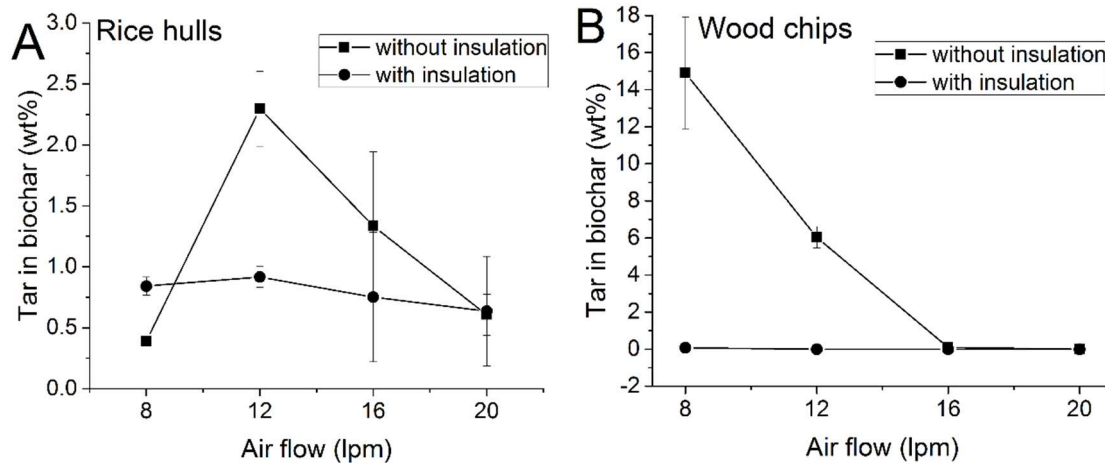 A
Rice hulls
without insulation
with insulation
Tar in biochar (wt%)
3.0
2.5
2.0
1.5
1.0
0.5
0.0
8 12 16 20
Air flow (lpm)
B
Wood chips
without insulation
with insulation
Tar in biochar (wt%)
18
16
14
12
10
8
6
4
2
0
-2
8 12 16 20
Air flow (lpm)